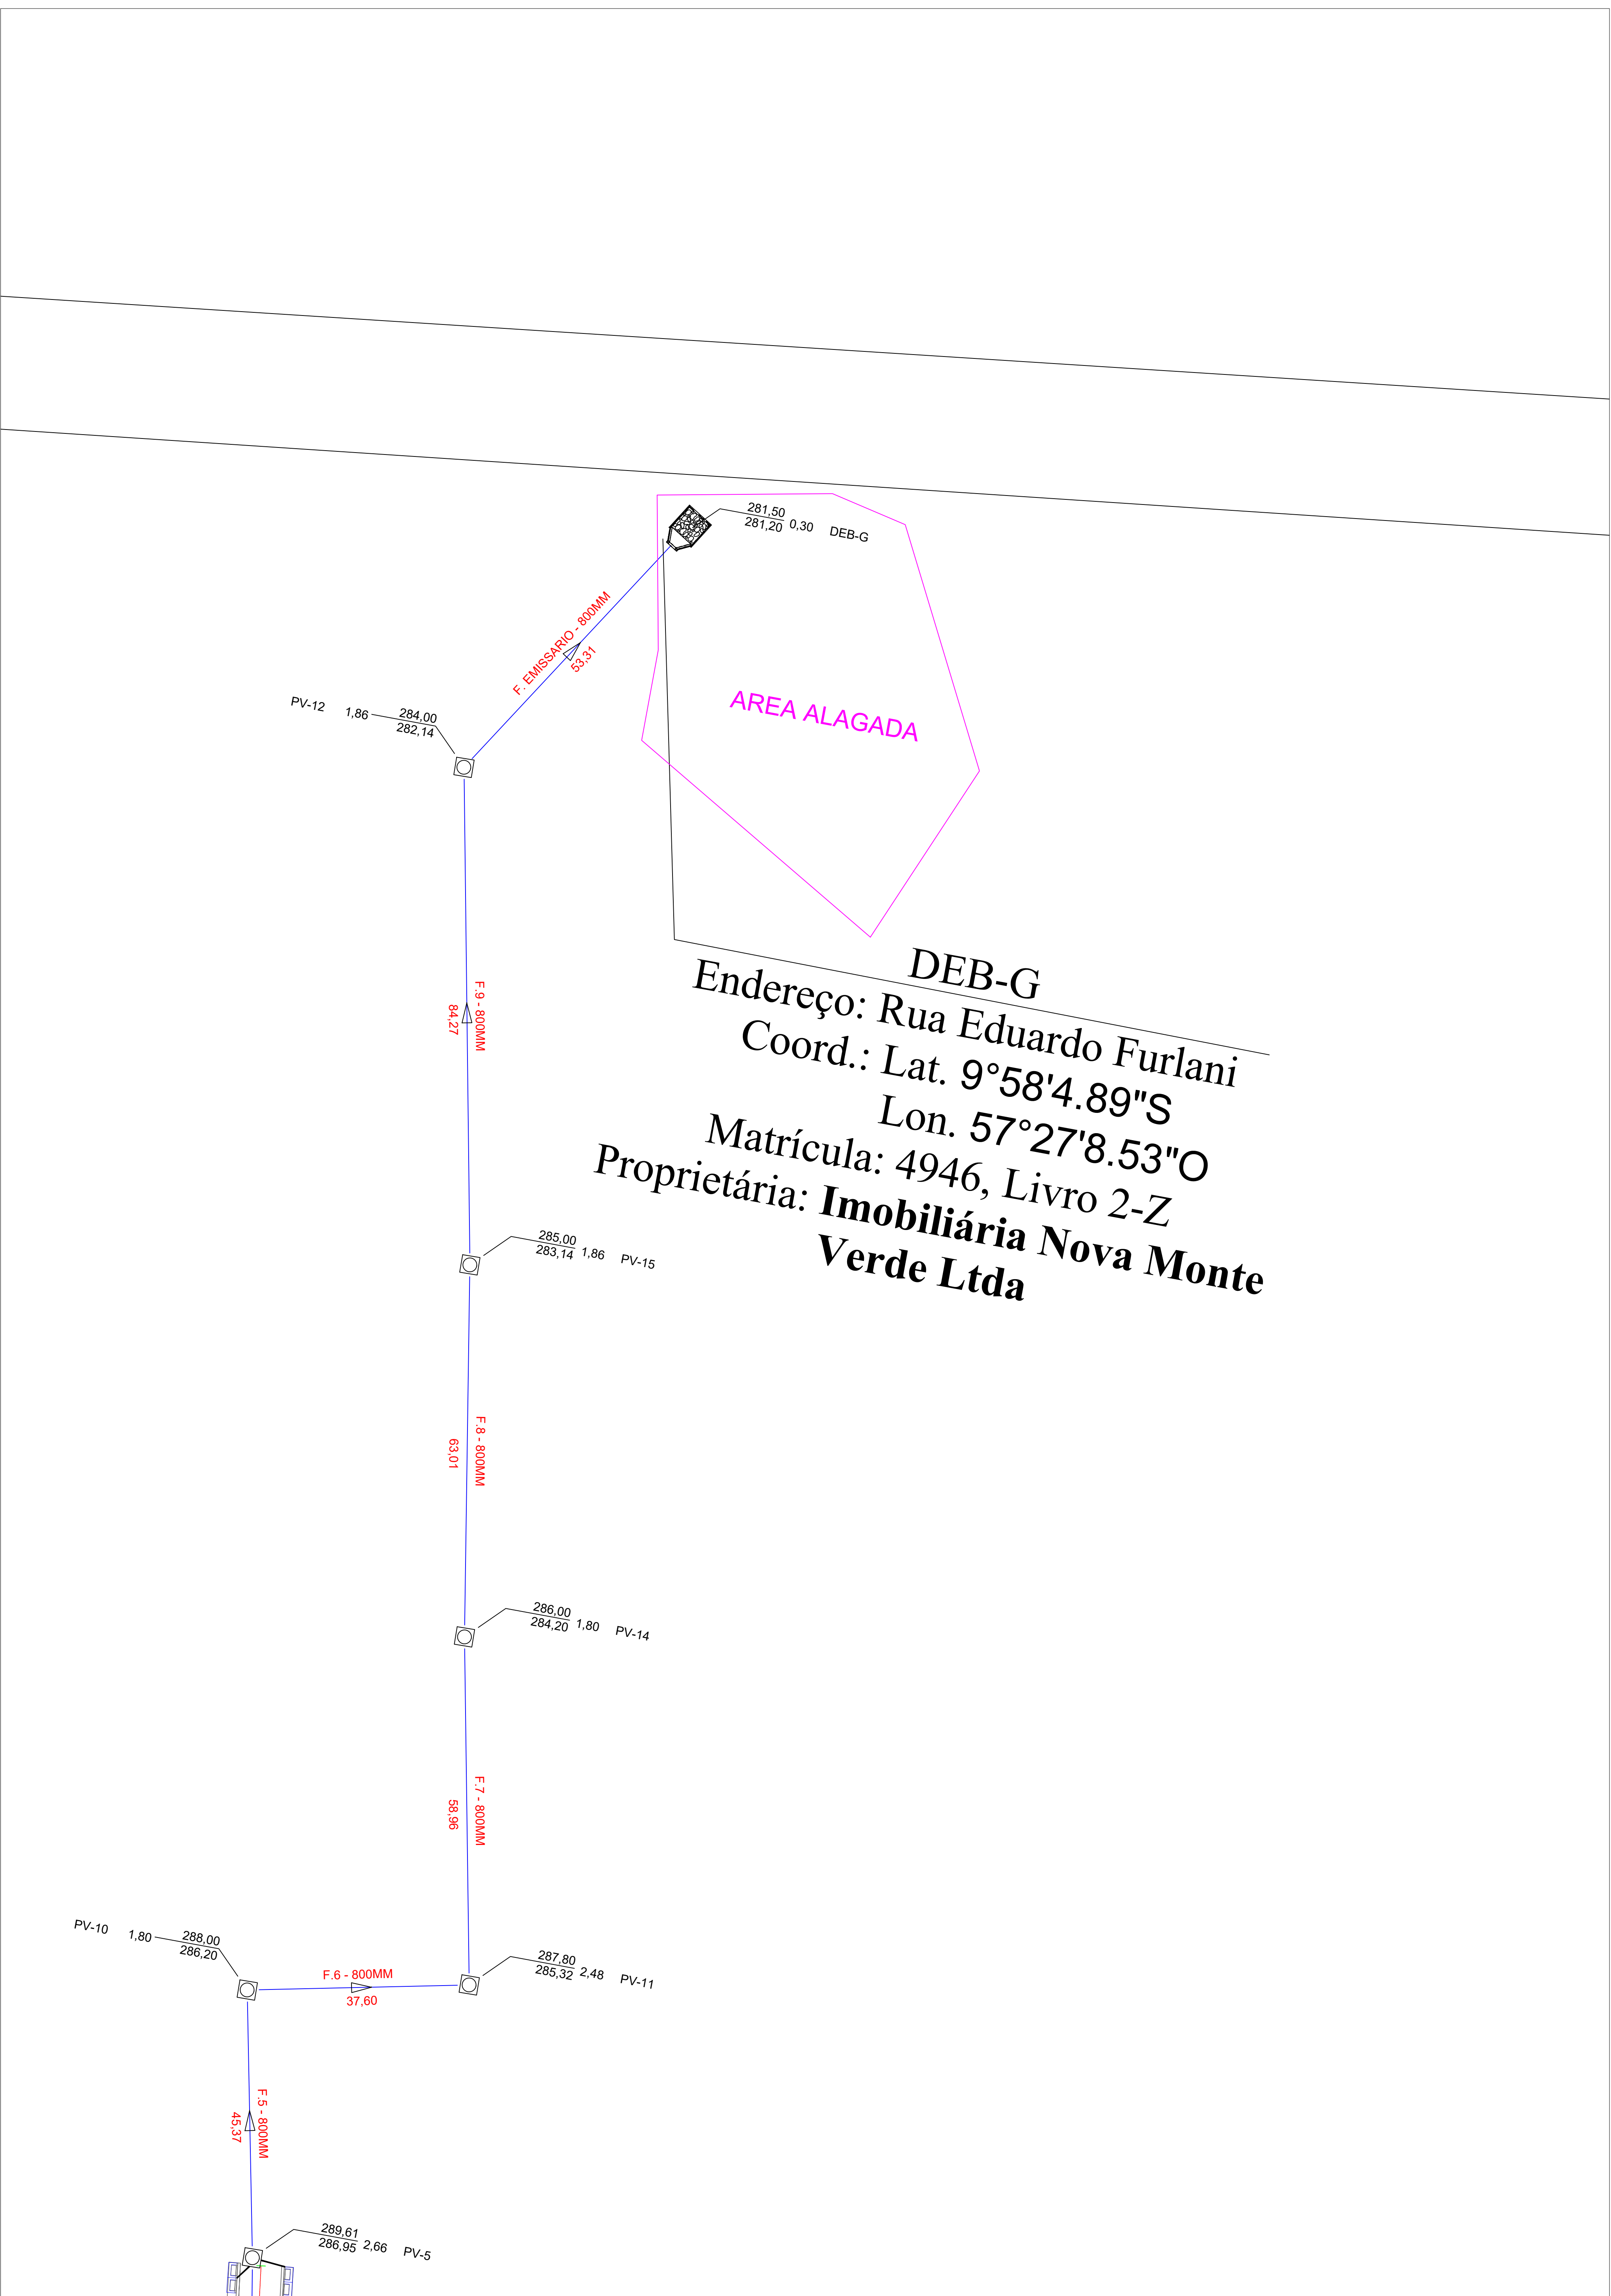 281,50
281,20 0,30 DEB-G
F. EMISSARIO - 800MM
53,31
AREA ALAGADA
PV-12 1,86 284,00
282,14
DEB-G
Endereço: Rua Eduardo Furlani
Coord.: Lat. 9°58'4.89"S
Lon. 57°27'8.53"O
Matrícula: 4946, Livro 2-Z
Proprietária: Imobiliária Nova Monte
Verde Ltda
F.9 - 800MM
84,27
285,00
283,14 1,86 PV-15
F.8 - 800MM
63,01
286,00
284,20 1,80 PV-14
F.7 - 800MM
58,96
PV-10 1,80 288,00
286,20
F.6 - 800MM
37,60
287,80
285,32 2,48 PV-11
F.5 - 800MM
45,37
289,61
286,95 2,66 PV-5